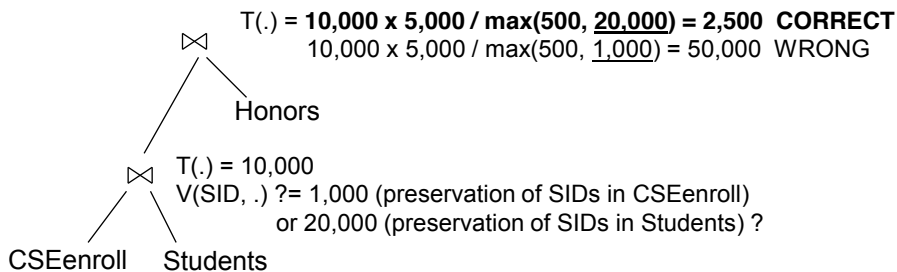 T(.) = 10,000 x 5,000 / max(500, 20,000) = 2,500 CORRECT
10,000 x 5,000 / max(500, 1,000) = 50,000 WRONG
⋈
Honors
⋈ T(.) = 10,000
V(SID, .) ?= 1,000 (preservation of SIDs in CSEenroll)
or 20,000 (preservation of SIDs in Students) ?
CSEenroll Students